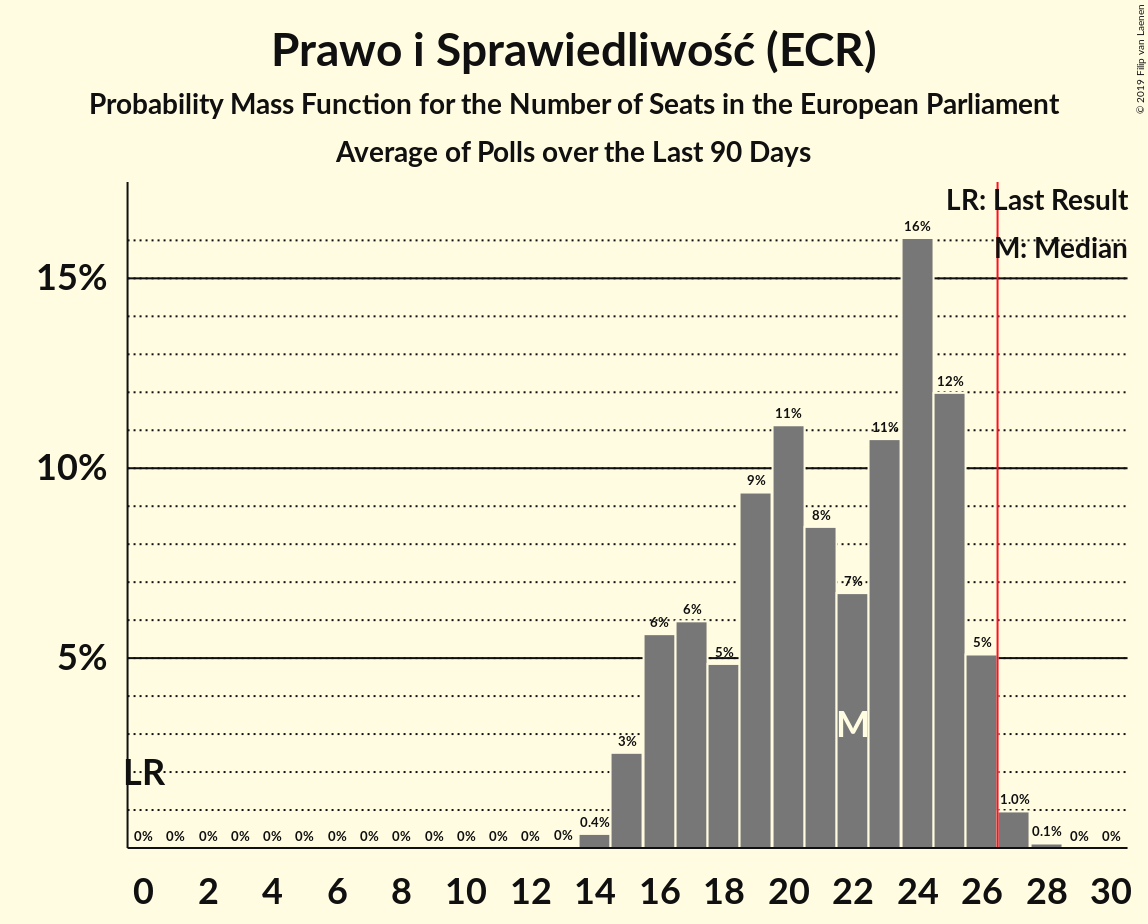 Prawo i Sprawiedliwość (ECR)
Probability Mass Function for the Number of Seats in the European Parliament
Average of Polls over the Last 90 Days
© 2019 Filip van Laenen
LR: Last Result
M: Median
15%
10%
5%
0% 0% 0% 0% 0% 0% 0% 0% 0% 0% 0% 0% 0% 0% 0.4% 3% 6% 6% 5% 9% 11% 8% 7% 11% 16% 12% 5% 1.0% 0.1% 0% 0%
LR
M
0 2 4 6 8 10 12 14 16 18 20 22 24 26 28 30